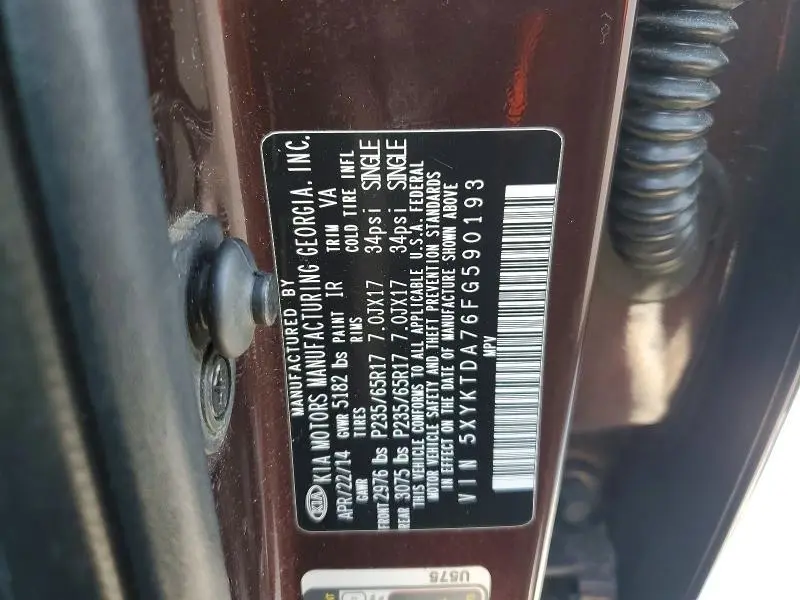 MANUFACTURED BY
KIA KIA MOTORS MANUFACTURING GEORGIA, INC.
APR/22/14 GVWR 5182 lbs PAINT IR TRIM VA
GAWR TIRES RIMS COLD TIRE INFL
FRONT 2976 lbs P235/65R17 7.0JX17 34psi SINGLE
REAR 3075 lbs P235/65R17 7.0JX17 34psi SINGLE
THIS VEHICLE CONFORMS TO ALL APPLICABLE U.S.A. FEDERAL
MOTOR VEHICLE SAFETY AND THEFT PREVENTION STANDARDS
IN EFFECT ON THE DATE OF MANUFACTURE SHOWN ABOVE
VIN 5XYKTDA76FG590193
MPV
U575